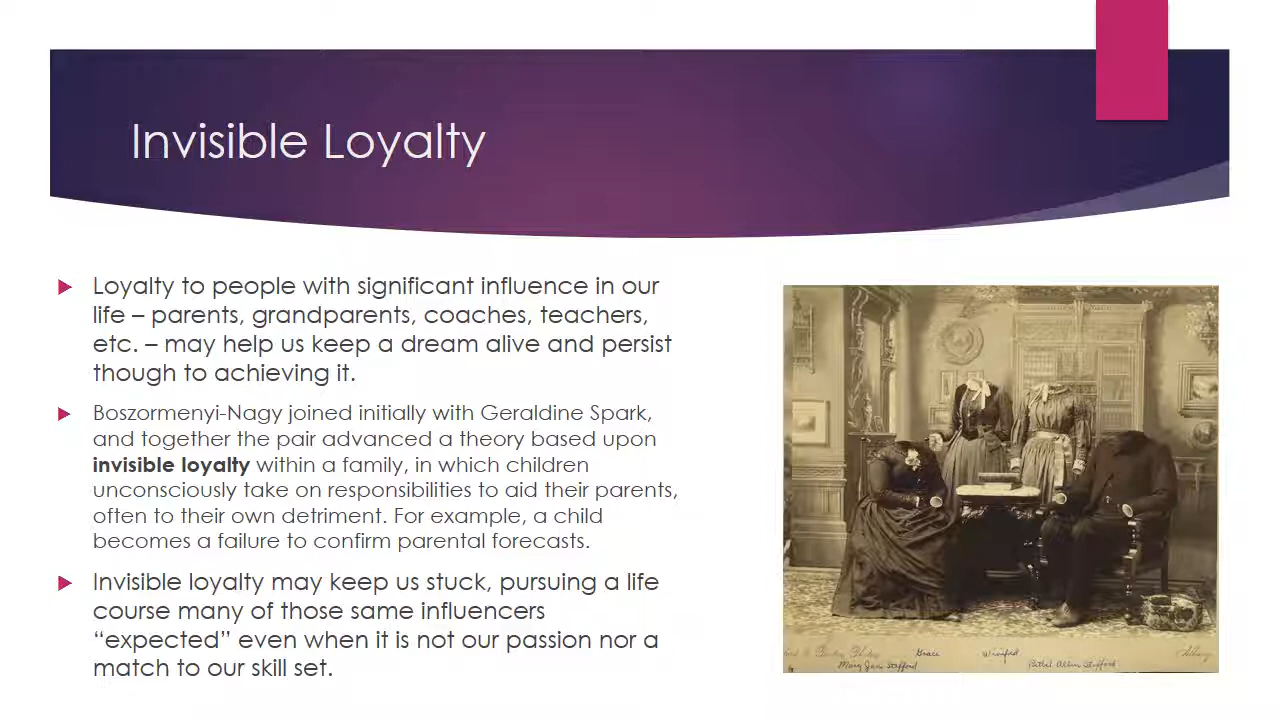 Invisible Loyalty
Loyalty to people with significant influence in our
life – parents, grandparents, coaches, teachers,
etc. – may help us keep a dream alive and persist
though to achieving it.
Boszormenyi-Nagy joined initially with Geraldine Spark,
and together the pair advanced a theory based upon
invisible loyalty within a family, in which children
unconsciously take on responsibilities to aid their parents,
often to their own detriment. For example, a child
becomes a failure to confirm parental forecasts.
Invisible loyalty may keep us stuck, pursuing a life
course many of those same influencers
“expected” even when it is not our passion nor a
match to our skill set.
Grace Winifred
Mary Jane Stafford